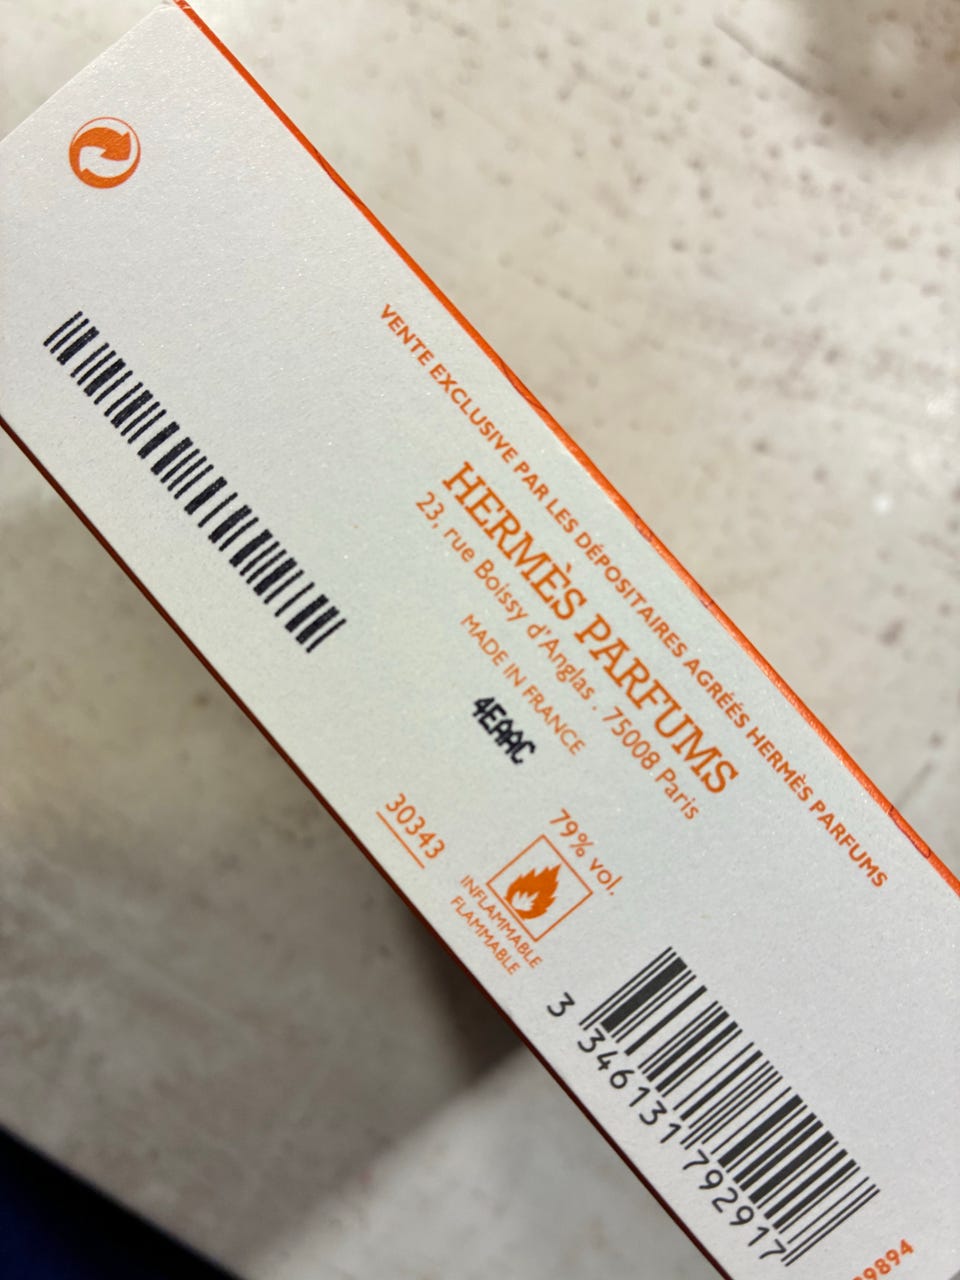 VENTE EXCLUSIVE PAR LES DÉPOSITAIRES AGRÉÉS HERMÈS PARFUMS
HERMÈS PARFUMS
23, rue Boissy d'Anglas . 75008 Paris
MADE IN FRANCE
4EAAC
79% vol.
30343
INFLAMMABLE
FLAMMABLE
3 346131 792917